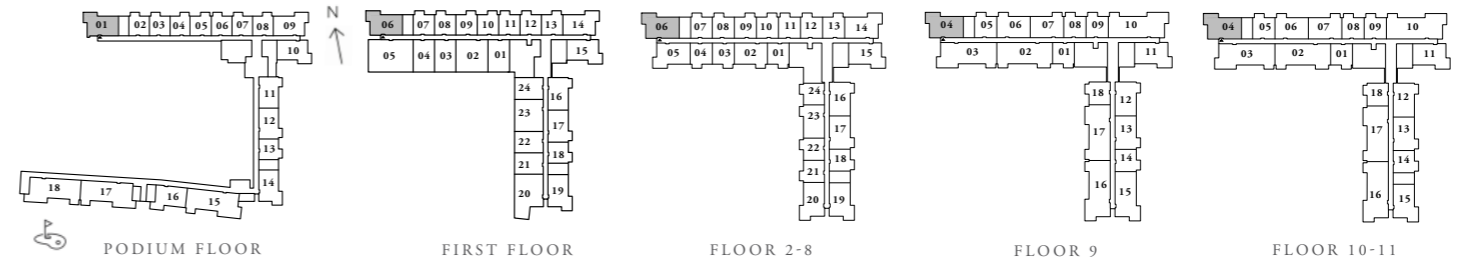 01 02 03 04 05 06 07 08 09
10
11
12
13
14
15
16
17
18
PODIUM FLOOR
N
06 07 08 09 10 11 12 13 14
05 04 03 02 01 15
24 16
23 17
22 18
21 19
20
FIRST FLOOR
06 07 08 09 10 11 12 13 14
05 04 03 02 01 15
24 16
23 17
22 18
21
20 19
FLOOR 2-8
04 05 06 07 08 09 10
03 02 01 11
18 12
17 13
14
16 15
FLOOR 9
04 05 06 07 08 09 10
03 02 01 11
18 12
17 13
14
16 15
FLOOR 10-11